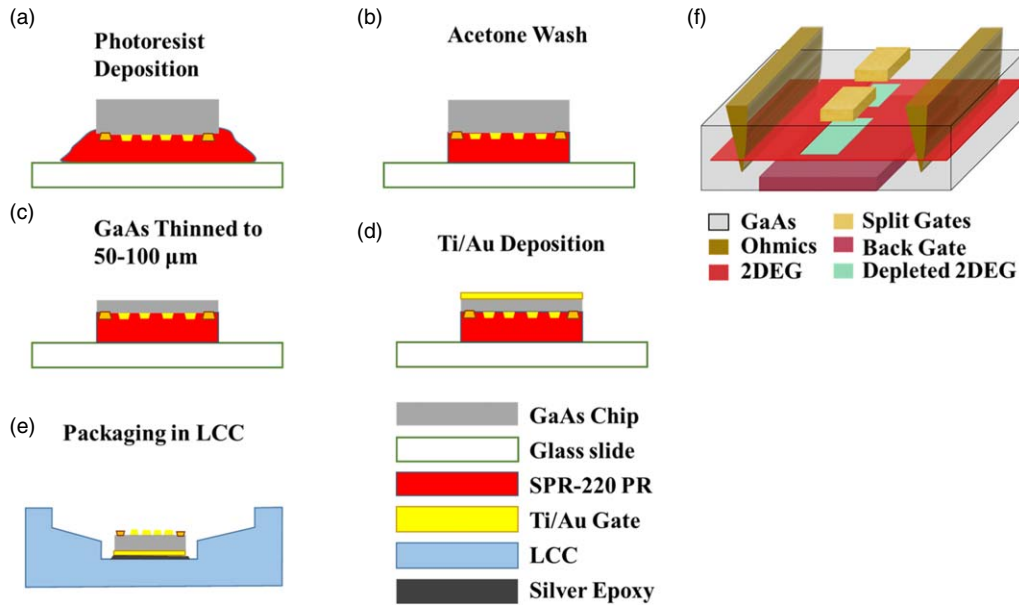 (a)
Photoresist
Deposition
(b)
Acetone Wash
(c)
GaAs Thinned to
50-100 μm
(d)
Ti/Au Deposition
(e)
Packaging in LCC
GaAs Chip
Glass slide
SPR-220 PR
Ti/Au Gate
LCC
Silver Epoxy
(f)
GaAs
Split Gates
Ohmics
Back Gate
2DEG
Depleted 2DEG